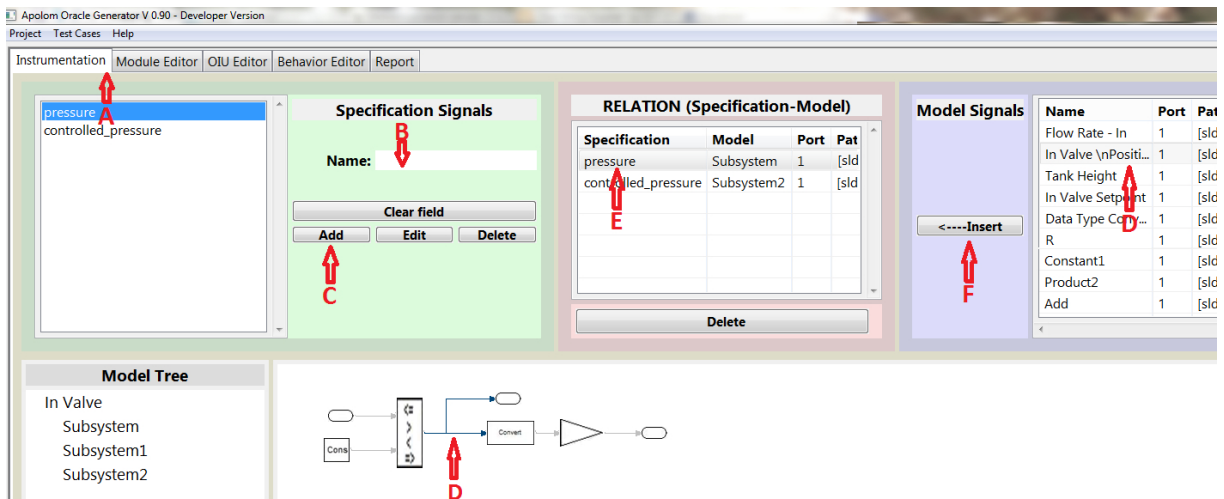 Apolom Oracle Generator V 0.90 - Developer Version
Project Test Cases Help
Instrumentation Module Editor OIU Editor Behavior Editor Report
A
pressure
controlled_pressure
Specification Signals
B
Name:
Clear field
Add Edit Delete
C
RELATION (Specification-Model)
Specification Model Port Pat
pressure Subsystem 1 [sld
controlled_pressure Subsystem2 1 [sld
E
Delete
Model Signals
<----Insert
F
Name Port Pat
Flow Rate - In 1 [sld
In Valve \nPositi... 1 [sld
Tank Height 1 [sld
In Valve Setpoint 1 [sld
Data Type Conv... 1 [sld
D
R 1 [sld
Constant1 1 [sld
Product2 1 [sld
Add 1 [sld
Model Tree
In Valve
Subsystem
Subsystem1
Subsystem2
Cons
<=
>
<
=>
Convert
D